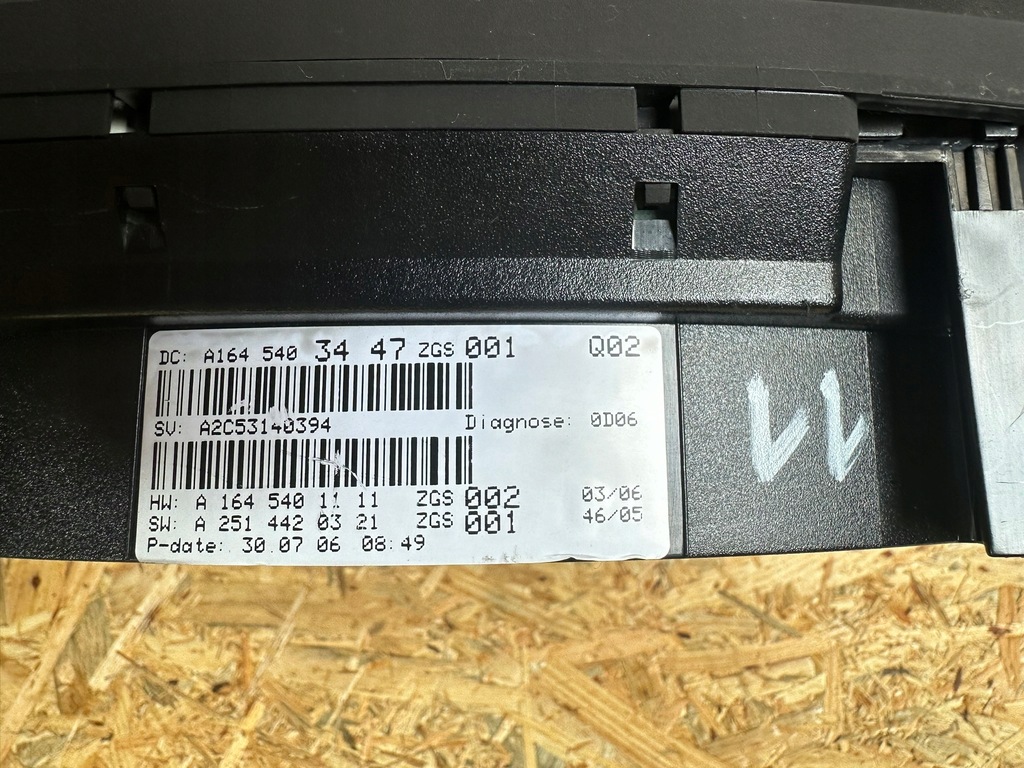 DC: A164 540 34 47 ZGS 001 Q02
SV: A2C53140394 Diagnose: 0D06
HW: A 164 540 11 11 ZGS 002 03/06
SW: A 251 442 03 21 ZGS 001 46/05
P-date: 30.07 06 08:49